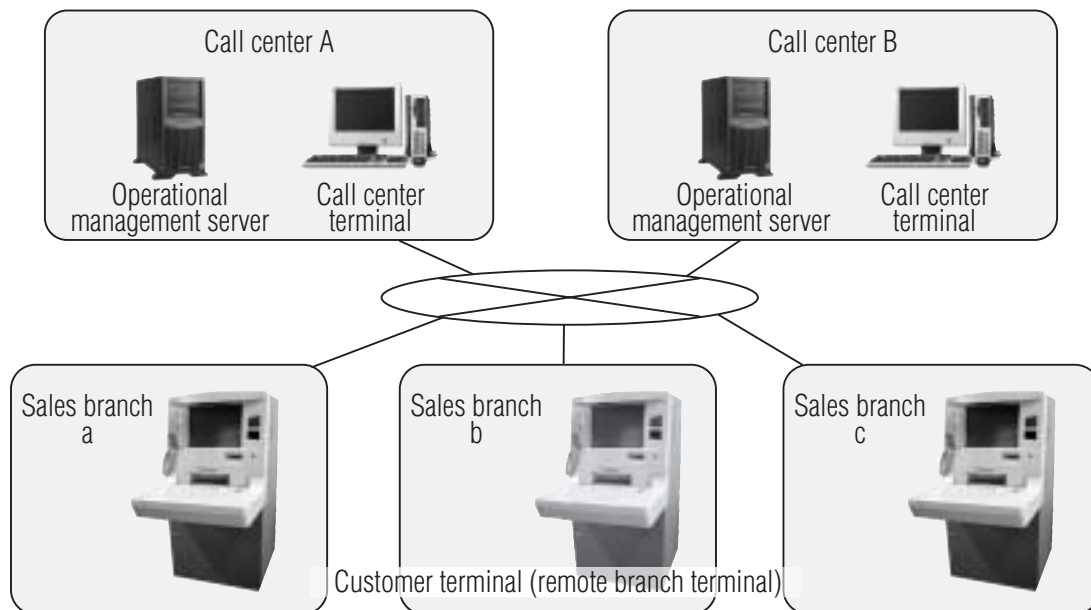 Call center A
Operational
management server
Call center
terminal
Call center B
Operational
management server
Call center
terminal
Sales branch
a
Sales branch
b
Sales branch
c
Customer terminal (remote branch terminal)